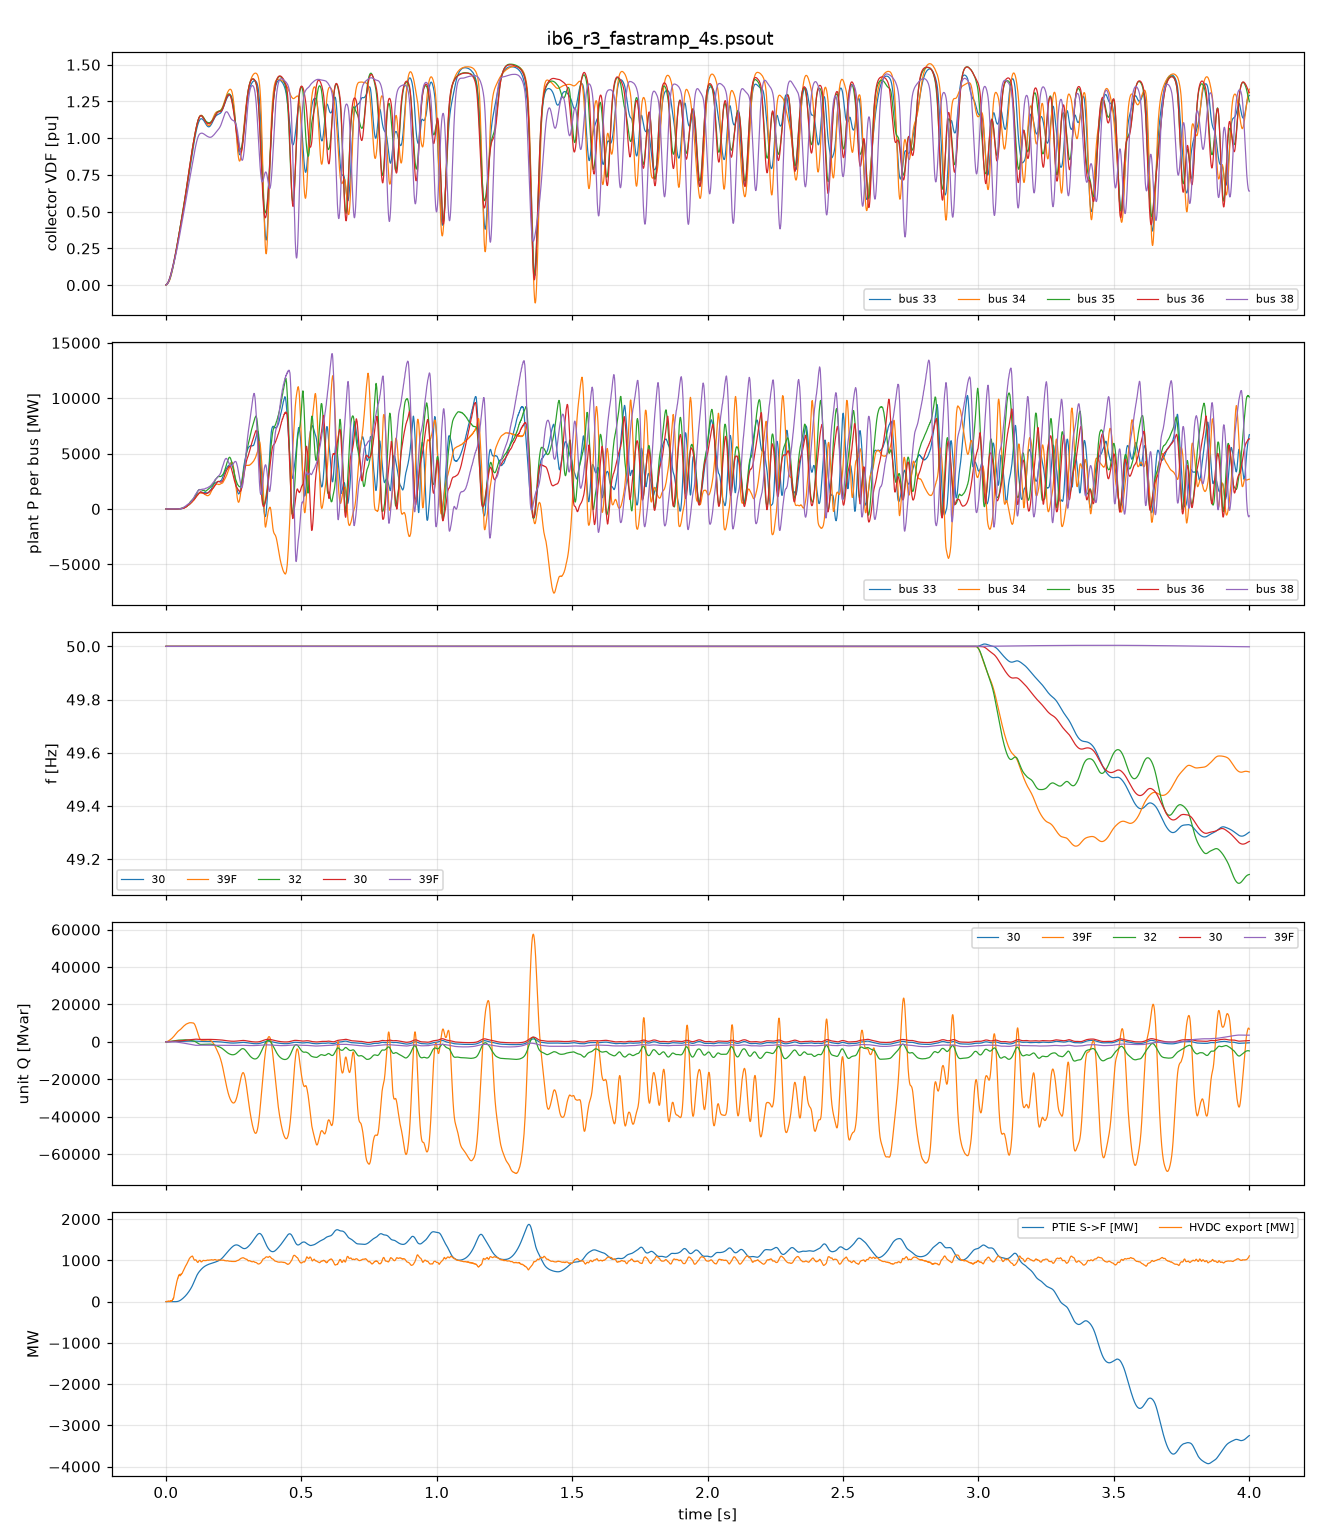 ib6_r3_fastramp_4s.psout
collector VDF [pu]
1.50
1.25
1.00
0.75
0.50
0.25
0.00
bus 33 bus 34 bus 35 bus 36 bus 38
plant P per bus [MW]
15000
10000
5000
0
−5000
bus 33 bus 34 bus 35 bus 36 bus 38
f [Hz]
50.0
49.8
49.6
49.4
49.2
30 39F 32 30 39F
unit Q [Mvar]
60000
40000
20000
0
−20000
−40000
−60000
30 39F 32 30 39F
MW
2000
1000
0
−1000
−2000
−3000
−4000
PTIE S->F [MW] HVDC export [MW]
0.0 0.5 1.0 1.5 2.0 2.5 3.0 3.5 4.0
time [s]